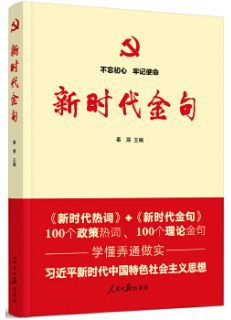 不忘初心 牢记使命
新时代金句
秦强 主编
《新时代热词》+《新时代金句》
100个政策热词、100个理论金句
学懂弄通做实
习近平新时代中国特色社会主义思想
人民日报出版社
新时代金句
秦强 主编